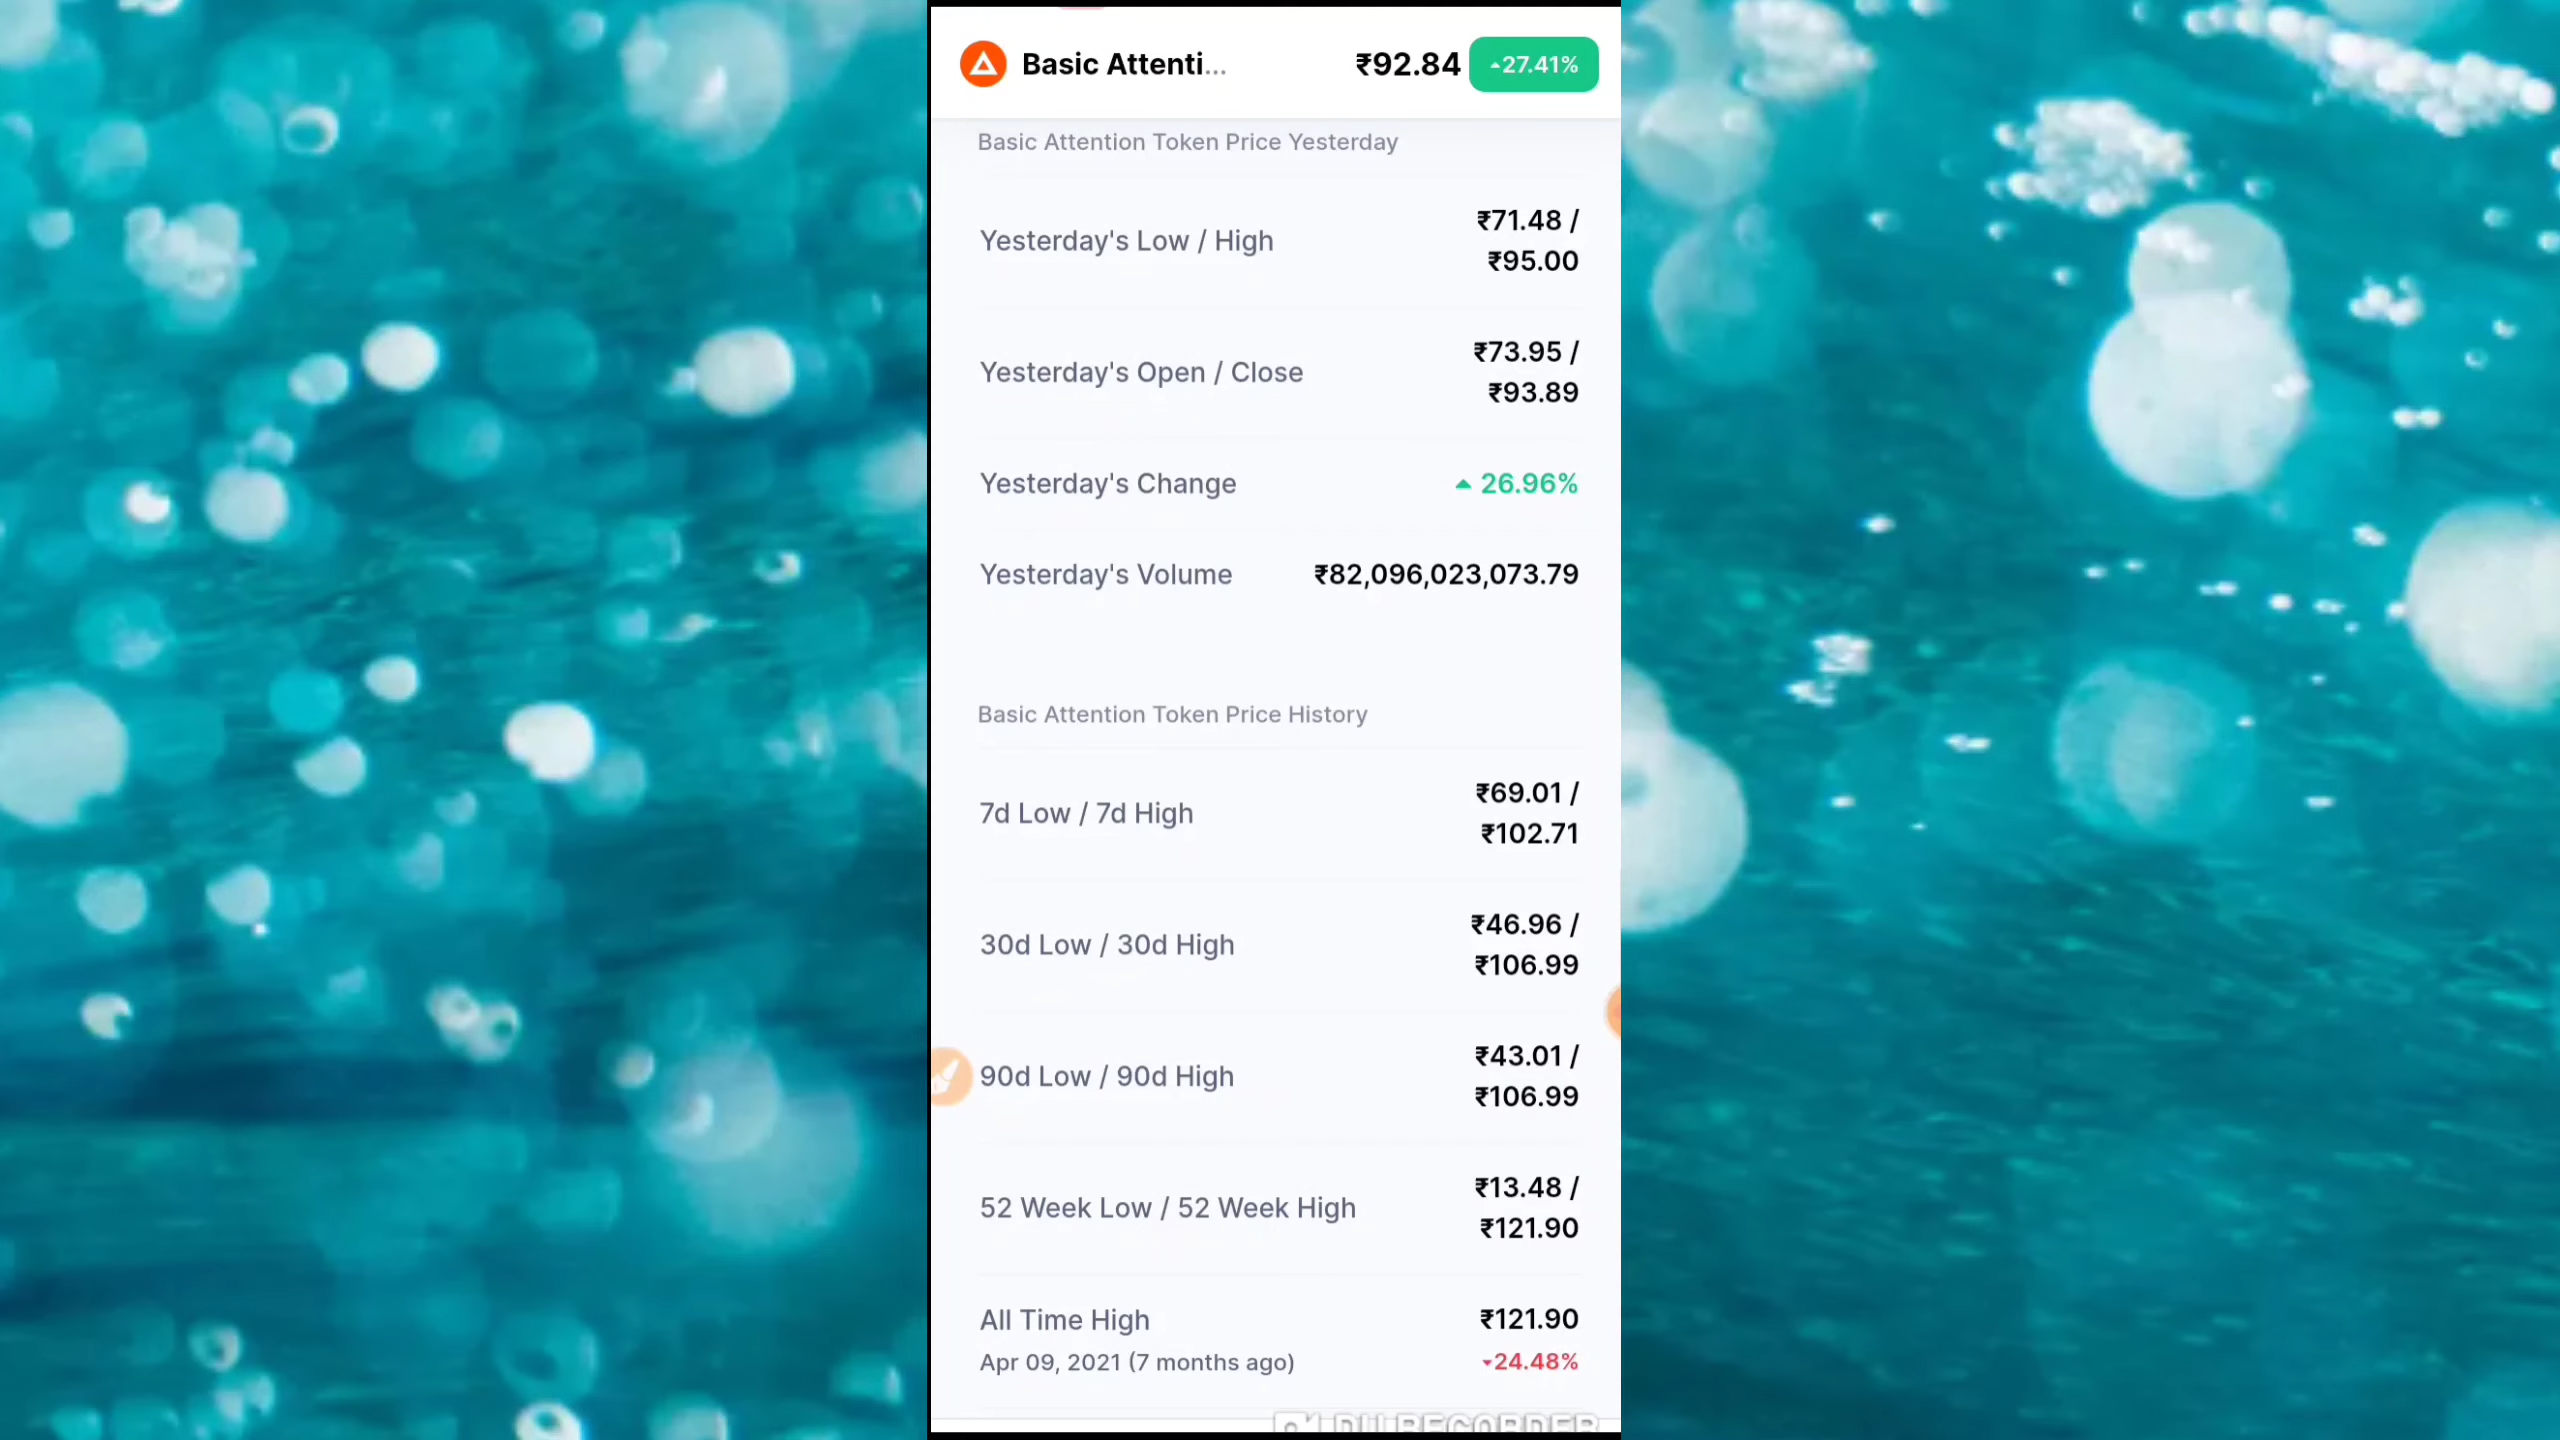 Basic Attenti...
₹92.84
27.41%
Basic Attention Token Price Yesterday
Yesterday's Low / High
₹71.48 /
₹95.00
Yesterday's Open / Close
₹73.95 /
₹93.89
Yesterday's Change
26.96%
Yesterday's Volume
₹82,096,023,073.79
Basic Attention Token Price History
7d Low / 7d High
₹69.01 /
₹102.71
30d Low / 30d High
₹46.96 /
₹106.99
90d Low / 90d High
₹43.01 /
₹106.99
52 Week Low / 52 Week High
₹13.48 /
₹121.90
All Time High
₹121.90
Apr 09, 2021 (7 months ago)
24.48%
DU RECORDER